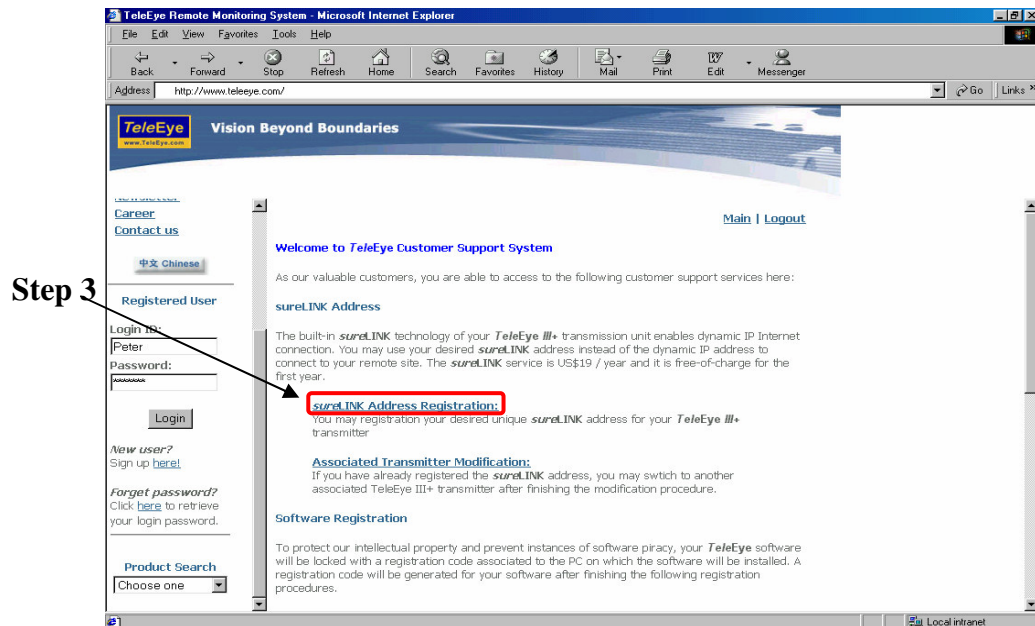 TeleEye Remote Monitoring System - Microsoft Internet Explorer
File Edit View Favorites Tools Help
Back Forward Stop Refresh Home Search Favorites History Mail Print Edit Messenger
Address http://www.teleeye.com/ Go Links »
TeleEye
www.TeleEye.com
Vision Beyond Boundaries
Newsletter
Career
Contact us
中文 Chinese
Step 3
Registered User
Login ID:
Peter
Password:
********
Login
New user?
Sign up here!
Forget password?
Click here to retrieve
your login password.
Product Search
Choose one
Main | Logout
Welcome to TeleEye Customer Support System
As our valuable customers, you are able to access to the following customer support services here:
sureLINK Address
The built-in sureLINK technology of your TeleEye III+ transmission unit enables dynamic IP Internet
connection. You may use your desired sureLINK address instead of the dynamic IP address to
connect to your remote site. The sureLINK service is US$19 / year and it is free-of-charge for the
first year.
sureLINK Address Registration:
You may registration your desired unique sureLINK address for your TeleEye III+
transmitter
Associated Transmitter Modification:
If you have already registered the sureLINK address, you may swtich to another
associated TeleEye III+ transmitter after finishing the modification procedure.
Software Registration
To protect our intellectual property and prevent instances of software piracy, your TeleEye software
will be locked with a registration code associated to the PC on which the software will be installed. A
registration code will be generated for your software after finishing the following registration
procedures.
Local intranet